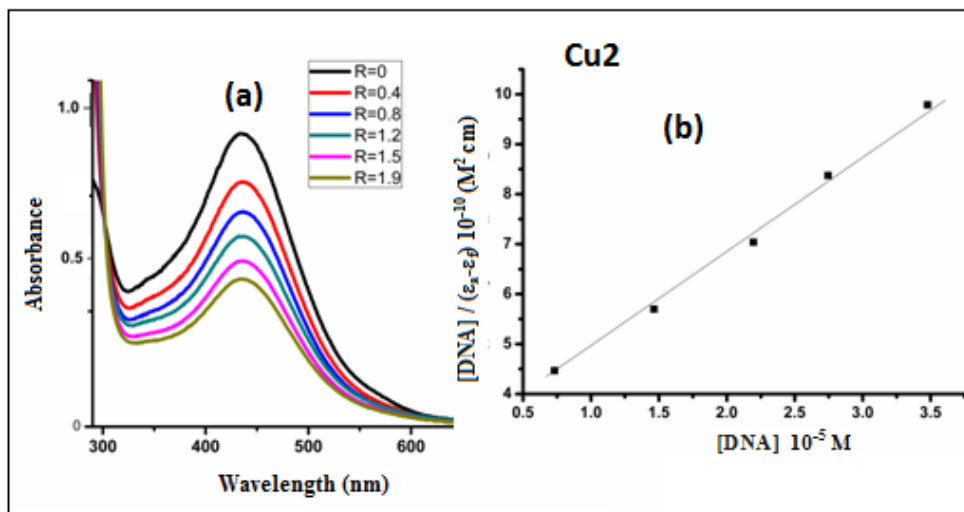 Cu2
(a)
R=0
R=0.4
R=0.8
R=1.2
R=1.5
R=1.9
1.0
0.5
0
300 400 500 600
Absorbance
Wavelength (nm)
(b)
10
9
8
7
6
5
4
0.5 1.0 1.5 2.0 2.5 3.0 3.5
[DNA] / (εa-εf) 10⁻¹⁰ (M² cm)
[DNA] 10⁻⁵ M